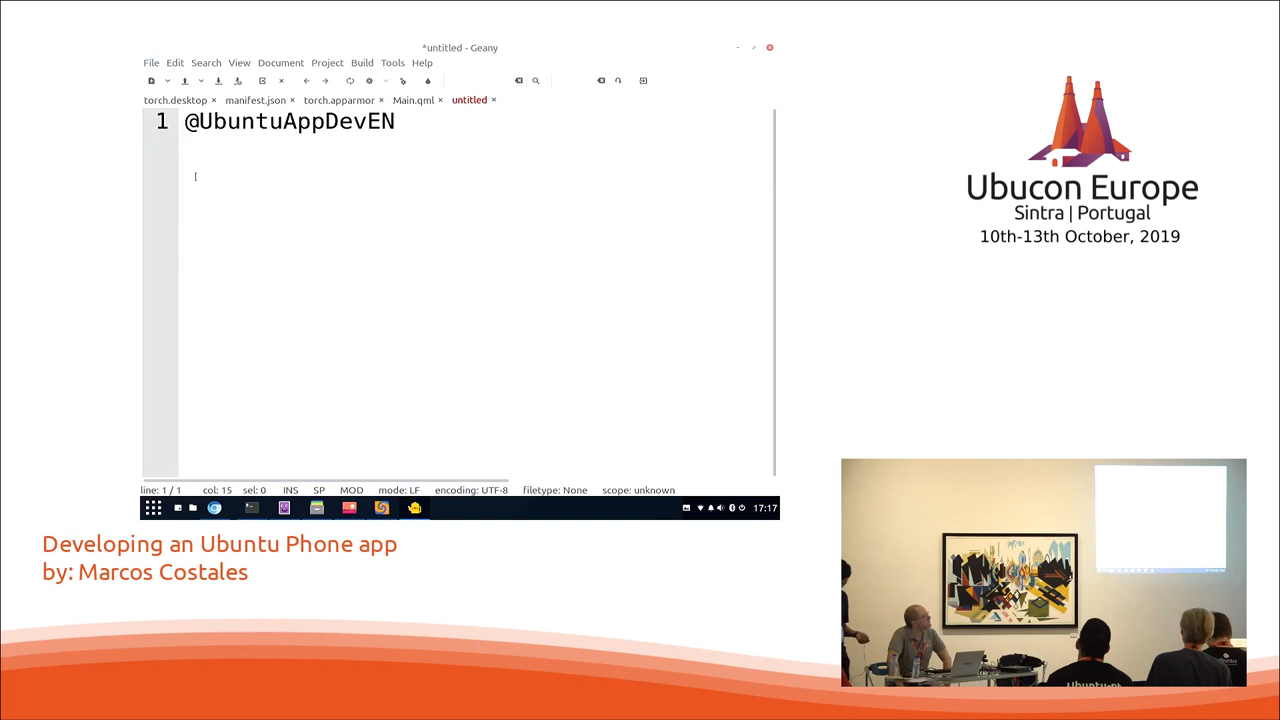 *untitled - Geany
File Edit Search View Document Project Build Tools Help
torch.desktop × manifest.json × torch.apparmor × Main.qml × untitled ×
1 @UbuntuAppDevEN
line: 1 / 1 col: 15 sel: 0 INS SP MOD mode: LF encoding: UTF-8 filetype: None scope: unknown
17:17
Ubucon Europe
Sintra | Portugal
10th-13th October, 2019
Developing an Ubuntu Phone app
by: Marcos Costales